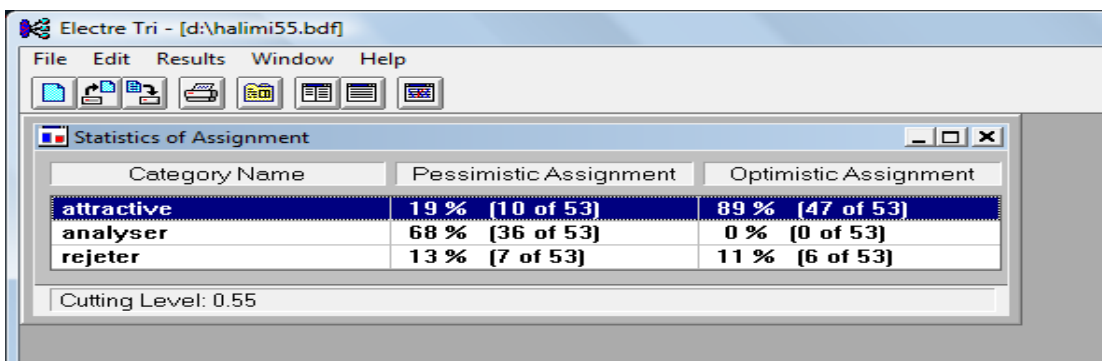 Electre Tri - [d:\halimi55.bdf]
File Edit Results Window Help
Statistics of Assignment
Category Name Pessimistic Assignment Optimistic Assignment
attractive 19 % (10 of 53) 89 % (47 of 53)
analyser 68 % (36 of 53) 0 % (0 of 53)
rejeter 13 % (7 of 53) 11 % (6 of 53)
Cutting Level: 0.55